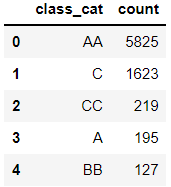 class_cat count
0 AA 5825
1 C 1623
2 CC 219
3 A 195
4 BB 127